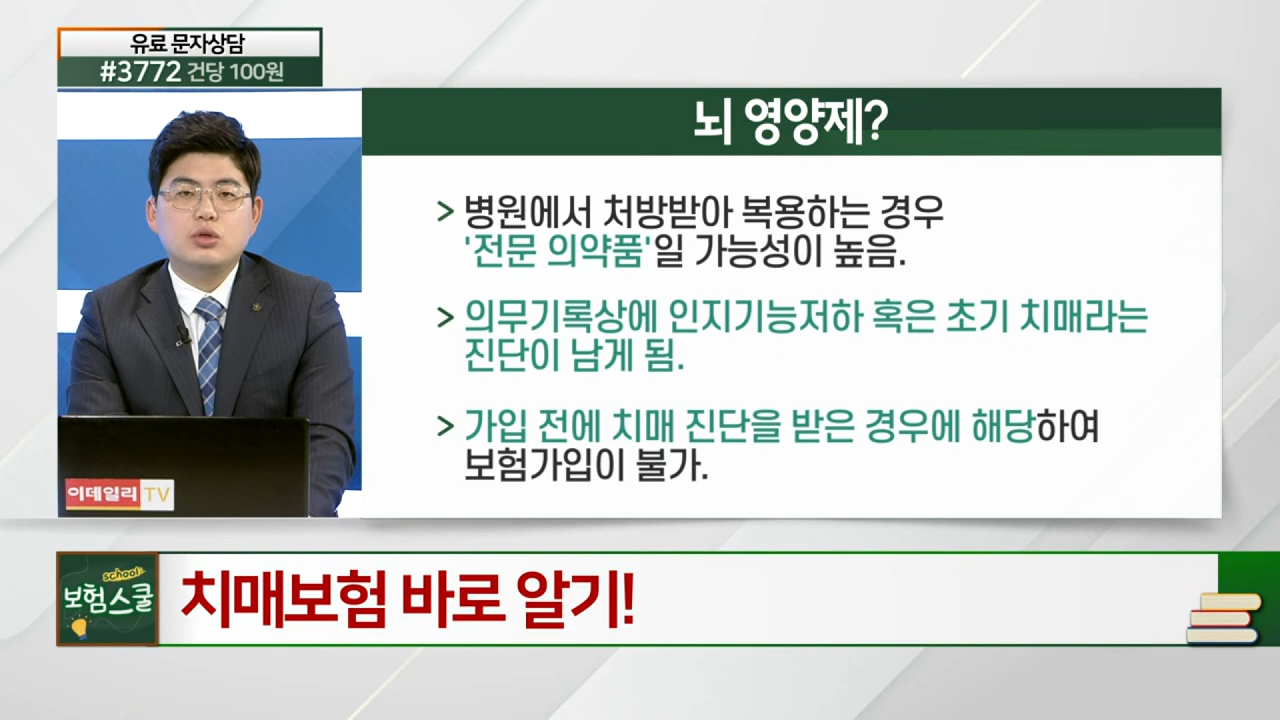 유료 문자상담
#3772 건당 100원
뇌 영양제?
> 병원에서 처방받아 복용하는 경우
'전문 의약품'일 가능성이 높음.
> 의무기록상에 인지기능저하 혹은 초기 치매라는
진단이 남게 됨.
> 가입 전에 치매 진단을 받은 경우에 해당하여
보험가입이 불가.
이데일리 TV
school
보험스쿨
치매보험 바로 알기!